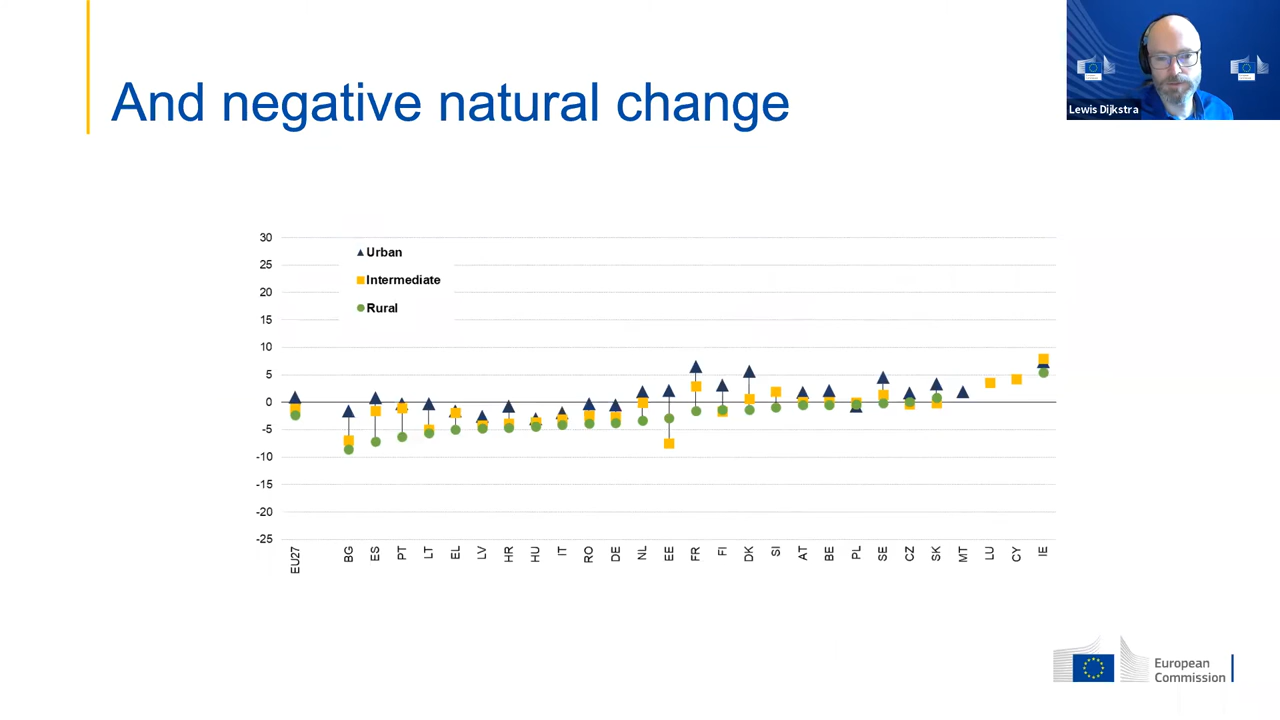 And negative natural change
Lewis Dijkstra
30
25
20
15
10
5
0
-5
-10
-15
-20
-25
Urban
Intermediate
Rural
EU27 BG ES PT LT EL LV HR HU IT RO DE NL EE FR FI DK SI AT BE PL SE CZ SK MT LU CY IE
European
Commission